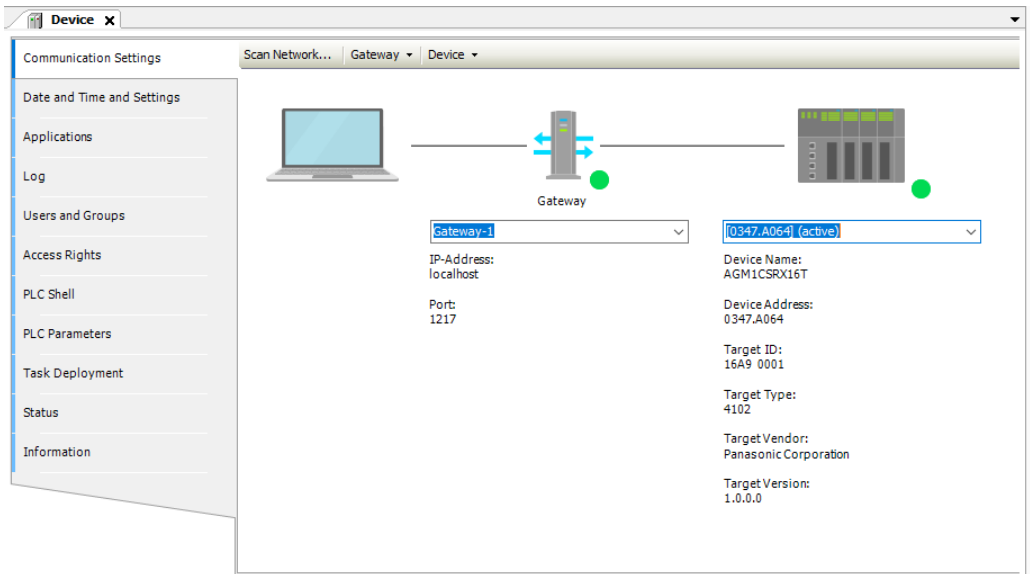 Device
Communication Settings
Date and Time and Settings
Applications
Log
Users and Groups
Access Rights
PLC Shell
PLC Parameters
Task Deployment
Status
Information
Scan Network... Gateway Device
Gateway
Gateway-1
IP-Address:
localhost
Port:
1217
[0347.A064] (active)
Device Name:
AGM1CSRX16T
Device Address:
0347.A064
Target ID:
16A9 0001
Target Type:
4102
Target Vendor:
Panasonic Corporation
Target Version:
1.0.0.0